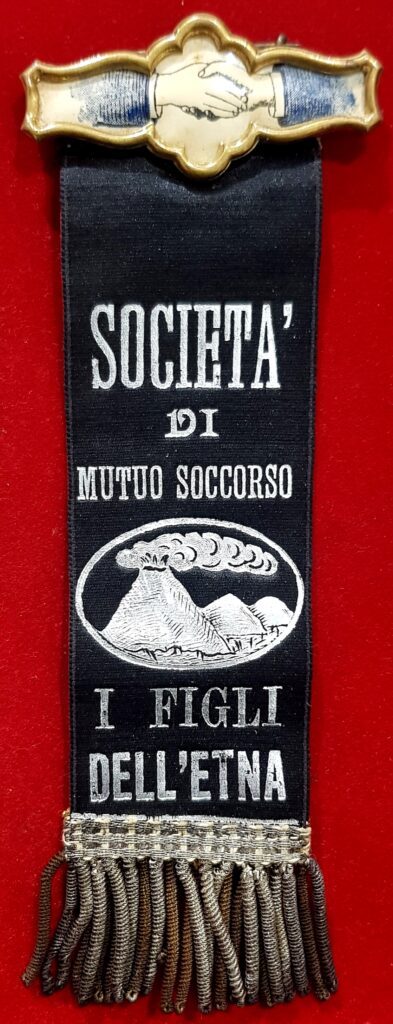 SOCIETA'
DI
MUTUO SOCCORSO
I FIGLI
DELL'ETNA